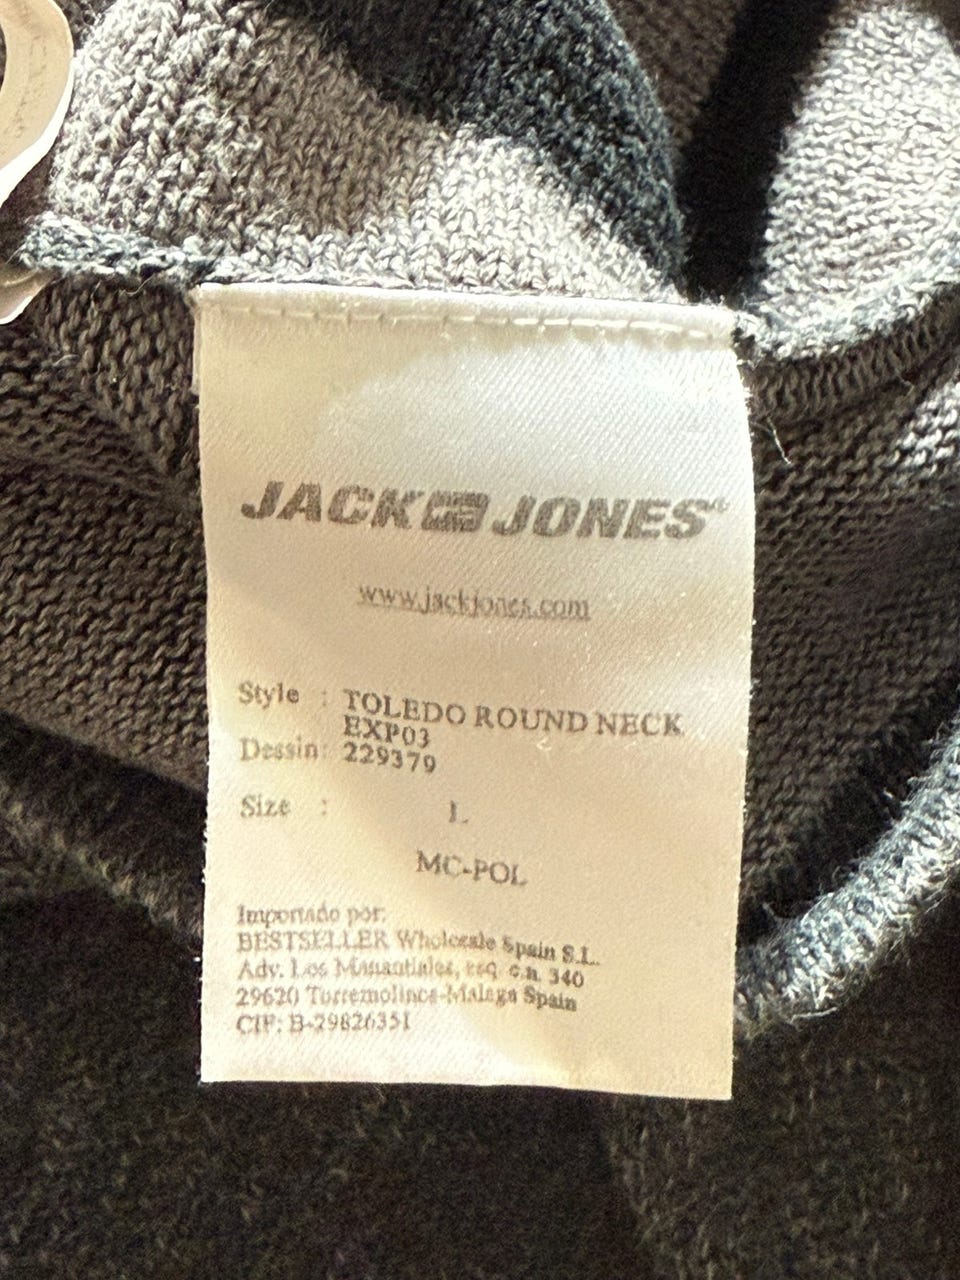 JACK JONES®
www.jackjones.com
Style : TOLEDO ROUND NECK
EXP03
Dessin: 229379
Size : L
MC-POL
Importado por:
BESTSELLER Wholesale Spain S.L.
Adv. Los Manantiales, esq. c.n. 340
29620 Torremolinos-Malaga Spain
CIF: B-29826351